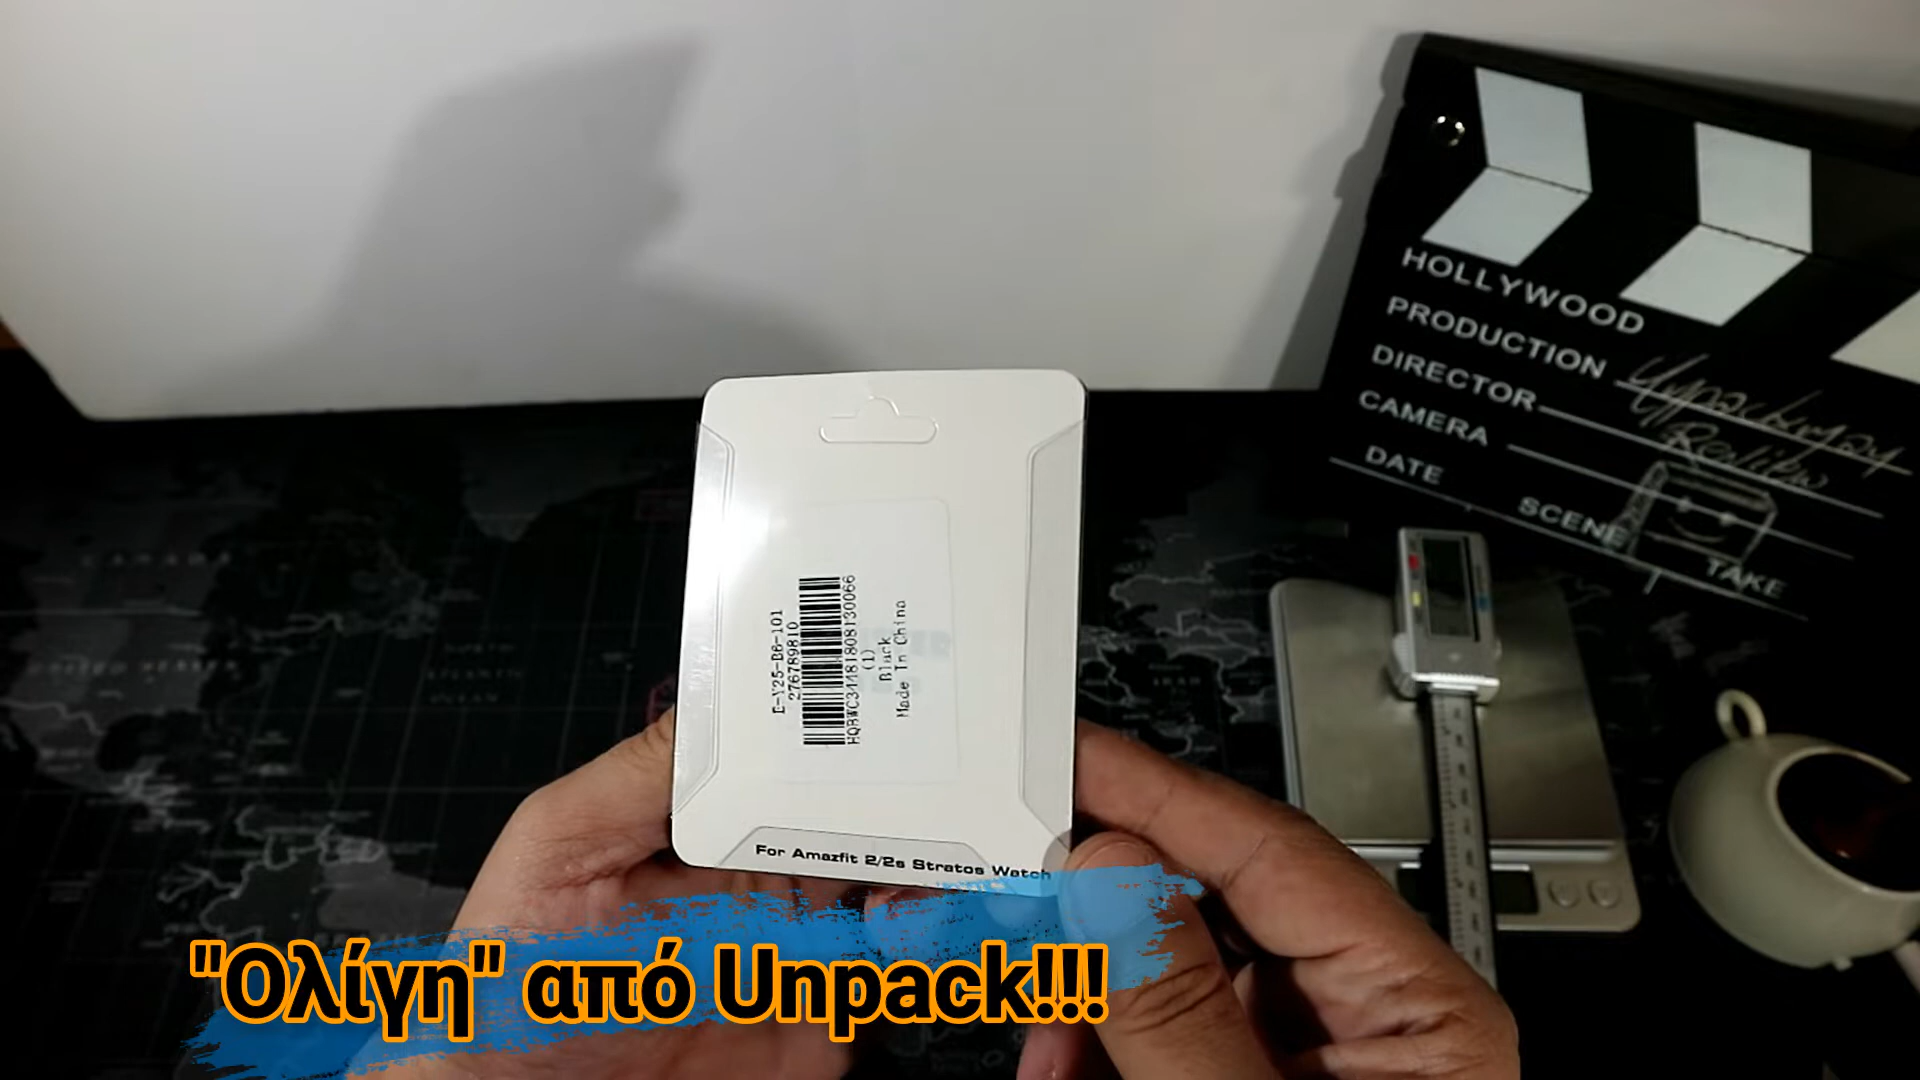 HOLLYWOOD
PRODUCTION
DIRECTOR
CAMERA
DATE
SCENE
TAKE
E-Y25-B6-101
276789810
(1)
Black
Made In China
For Amazfit 2/2s Stratos Watch
"Ολίγη" από Unpack!!!
CANADA